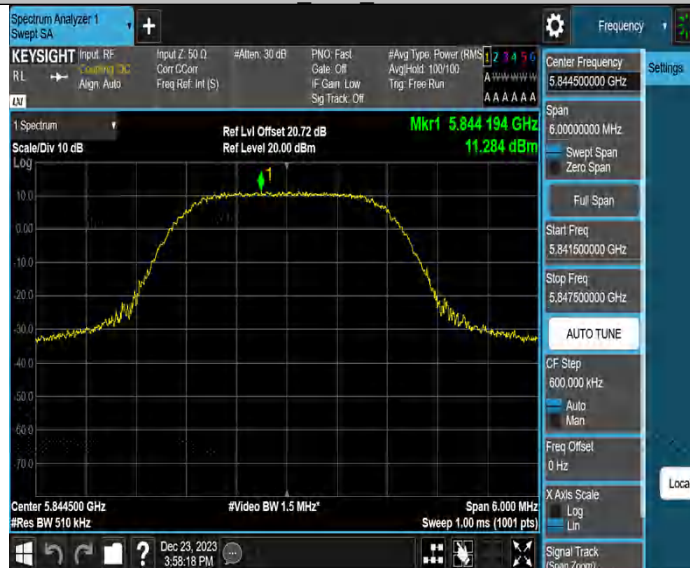 Spectrum Analyzer 1
Swept SA
+
Frequency
KEYSIGHT
RL
Input: RF
Coupling: DC
Align: Auto
Input Z: 50 Ω
Corr CCorr
Freq Ref: Int (S)
#Atten: 30 dB
PNO: Fast
Gate: Off
IF Gain: Low
Sig Track: Off
#Avg Type: Power (RMS
Avg|Hold: 100/100
Trig: Free Run
1 2 3 4 5 6
A W W W W W
A A A A A A
LXI
1 Spectrum
Scale/Div 10 dB
Ref Lvl Offset 20.72 dB
Ref Level 20.00 dBm
Mkr1 5.844 194 GHz
11.284 dBm
Log
1
10.0
0.00
-10.0
-20.0
-30.0
-40.0
-50.0
-60.0
-70.0
Center 5.844500 GHz
#Res BW 510 kHz
#Video BW 1.5 MHz*
Span 6.000 MHz
Sweep 1.00 ms (1001 pts)
?
Dec 23, 2023
3:58:18 PM
Center Frequency
5.844500000 GHz
Settings
Span
6.00000000 MHz
Swept Span
Zero Span
Full Span
Start Freq
5.841500000 GHz
Stop Freq
5.847500000 GHz
AUTO TUNE
CF Step
600.000 kHz
Auto
Man
Freq Offset
0 Hz
X Axis Scale
Log
Lin
Local
Signal Track
(Span Zoom)